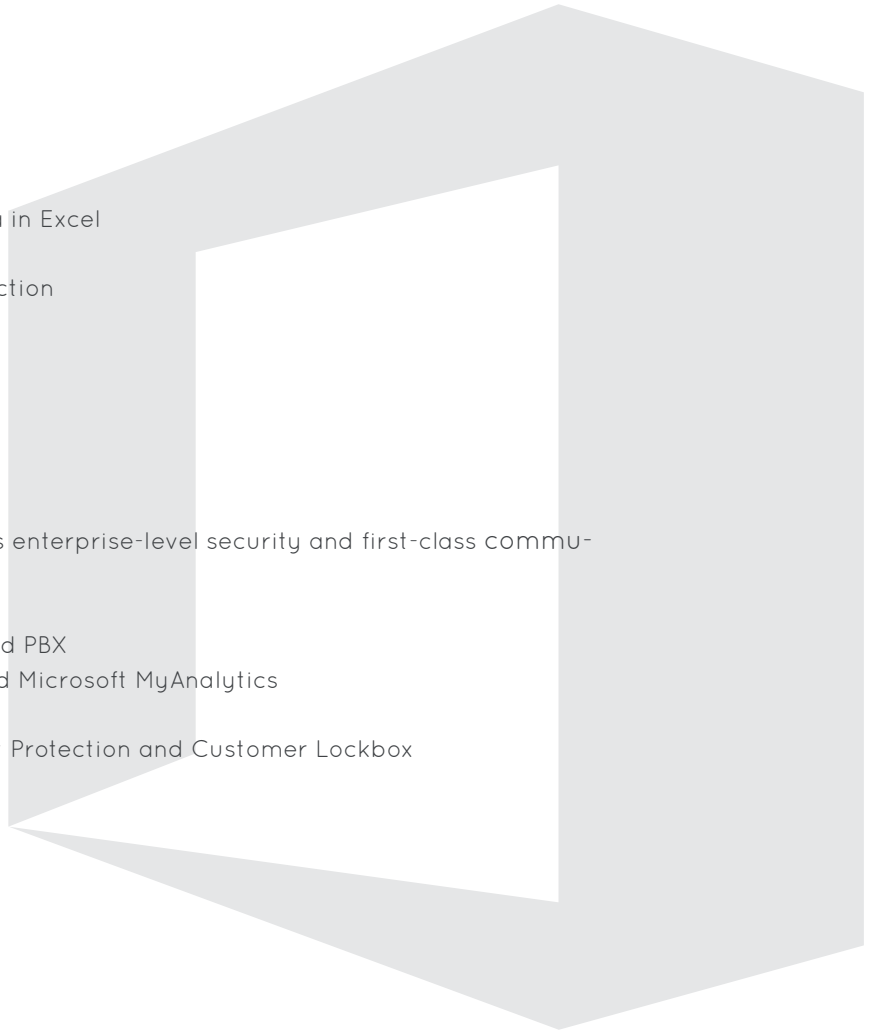 in Excel
ction
s enterprise-level security and first-class commu-
d PBX
d Microsoft MyAnalytics
Protection and Customer Lockbox